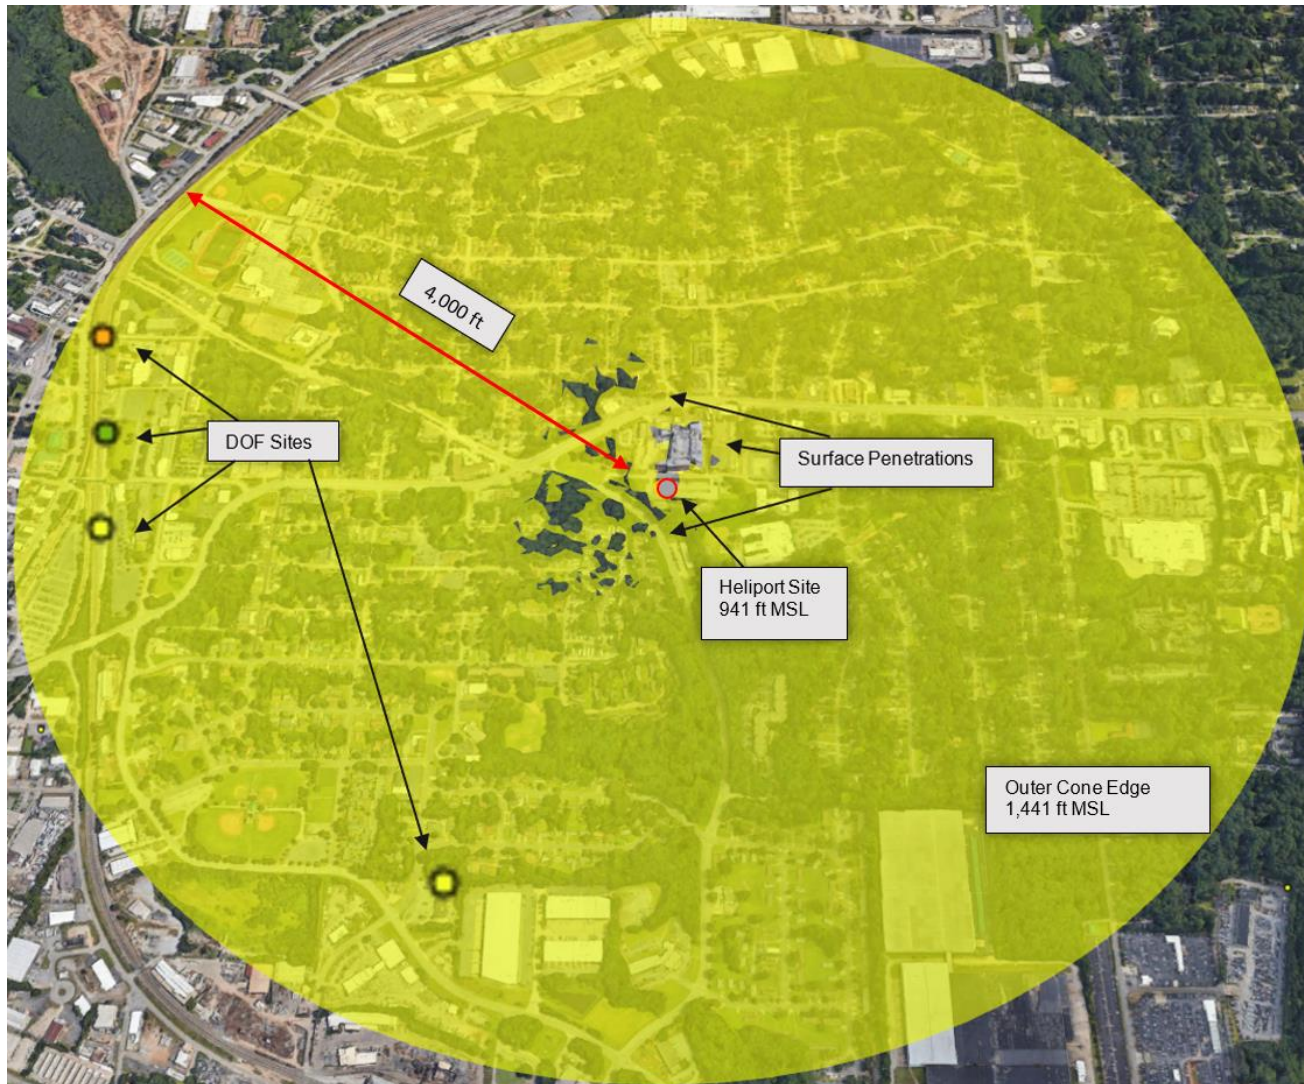 4,000 ft
DOF Sites
Surface Penetrations
Heliport Site
941 ft MSL
Outer Cone Edge
1,441 ft MSL